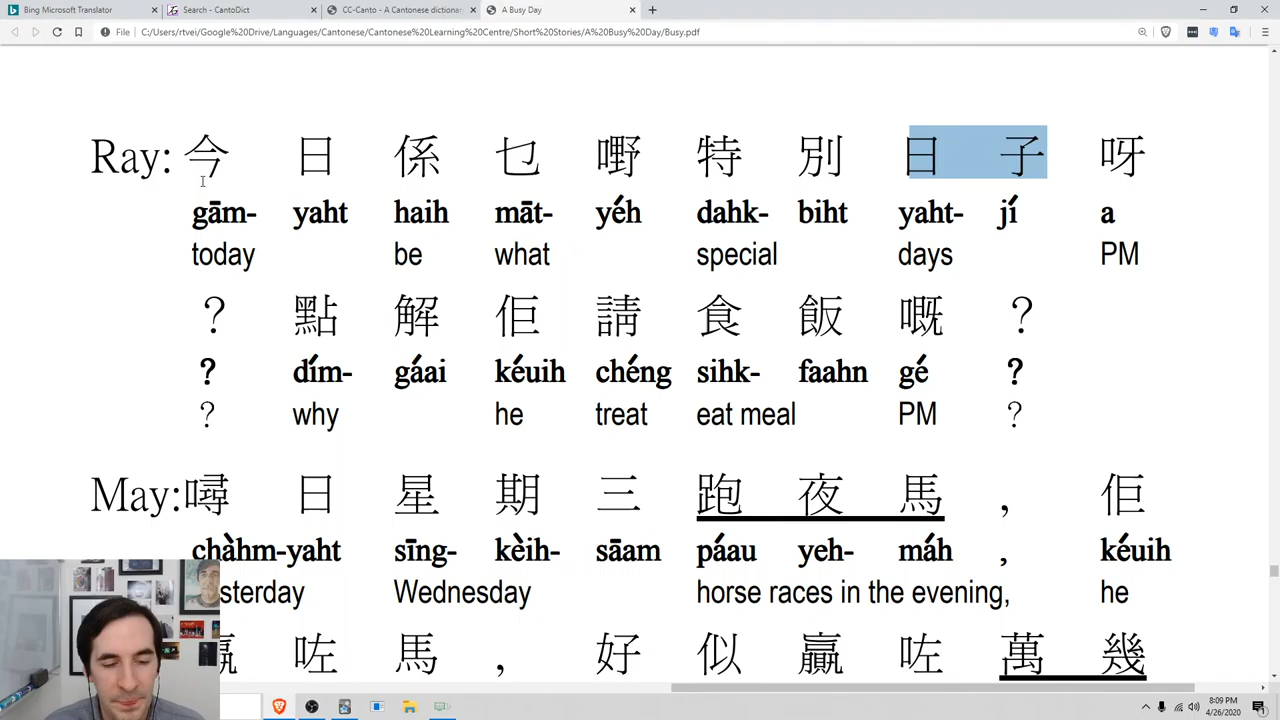 Bing Microsoft Translator
Search - CantoDict
CC-Canto - A Cantonese dictionar
A Busy Day
File C:/Users/rtvei/Google%20Drive/Languages/Cantonese/Cantonese%20Learning%20Centre/Short%20Stories/A%20Busy%20Day/Busy.pdf
Ray: 今 日 係 乜 嘢 特 別 日 子 呀
gām- yaht haih māt- yéh dahk- biht yaht- jí a
today be what special days PM
? 點 解 佢 請 食 飯 嘅 ?
? dím- gáai kéuih chéng sihk- faahn gé ?
? why he treat eat meal PM ?
May: 噚 日 星 期 三 跑 夜 馬 , 佢
chàhm-yaht sīng- kèih- sāam páau yeh- máh , kéuih
sterday Wednesday horse races in the evening, he
贏 咗 馬 , 好 似 贏 咗 萬 幾
8:09 PM
4/26/2020